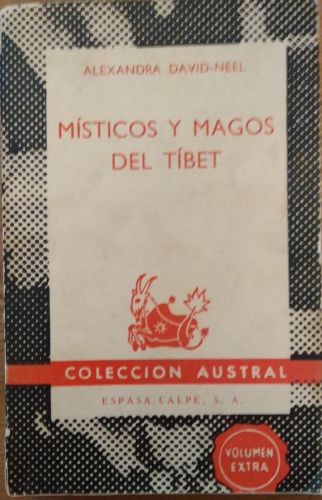 ALEXANDRA DAVID-NEEL
MÍSTICOS Y MAGOS
DEL TÍBET
COLECCION AUSTRAL
ESPASA-CALPE, S. A.
VOLUMEN
EXTRA